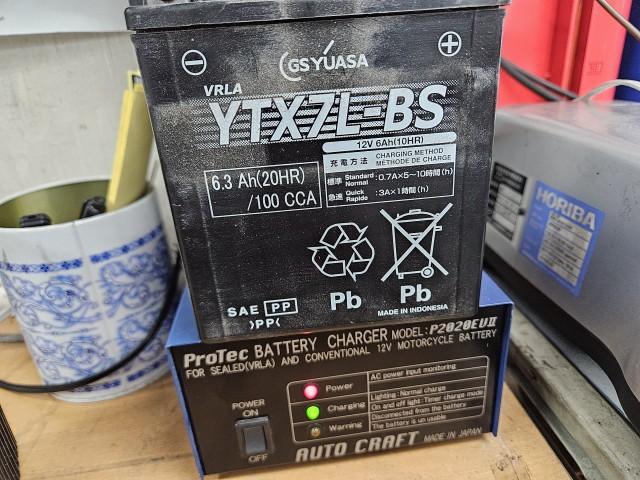 GS YUASA
VRLA
YTX7L-BS
12V 6Ah(10HR)
充電方法 CHARGING METHOD
MÉTHODE DE CHARGE
6.3 Ah(20HR)
/100 CCA
標準 Standard Normal :0.7A×5~10時間(h)
急速 Quick Rapide :3A×1時間(h)
Pb
Pb
SAE PP
>PP<
MADE IN INDONESIA
HORIBA
ProTec BATTERY CHARGER MODEL: P2020EVII
FOR SEALED(VRLA) AND CONVENTIONAL 12V MOTORCYCLE BATTERY
POWER
ON
OFF
Power
AC power input monitoring
Charging
Lighting: Normal charge
On and off light: Timer charge mode
Warning
Disconnected from the battery
The battery is un usable
AUTO CRAFT MADE IN JAPAN